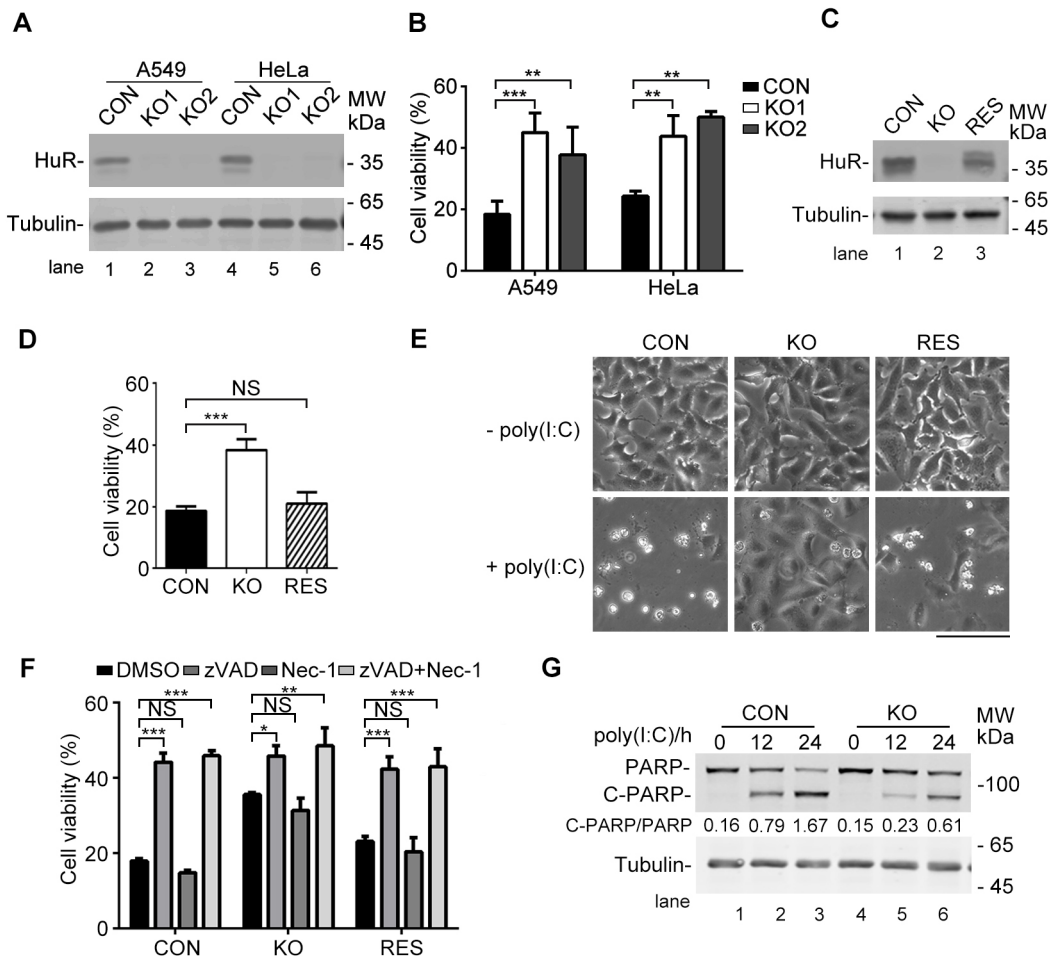 A
A549 HeLa
CON KO1 KO2 CON KO1 KO2 MW
kDa
HuR- - 35
- 65
Tubulin-
- 45
lane 1 2 3 4 5 6
B
Cell viability (%)
60
40
20
0
*** ** ** **
A549 HeLa
CON
KO1
KO2
C
CON KO RES MW
kDa
HuR- - 35
- 65
Tubulin-
- 45
lane 1 2 3
D
Cell viability (%)
60
40
20
0
NS
***
CON KO RES
E
CON KO RES
- poly(I:C)
+ poly(I:C)
F
DMSO zVAD Nec-1 zVAD+Nec-1
Cell viability (%)
60
40
20
0
*** ** ***
NS NS NS
*** * ***
CON KO RES
G
CON KO MW
kDa
poly(I:C)/h 0 12 24 0 12 24
PARP-
-100
C-PARP-
C-PARP/PARP 0.16 0.79 1.67 0.15 0.23 0.61
- 65
Tubulin-
- 45
lane 1 2 3 4 5 6